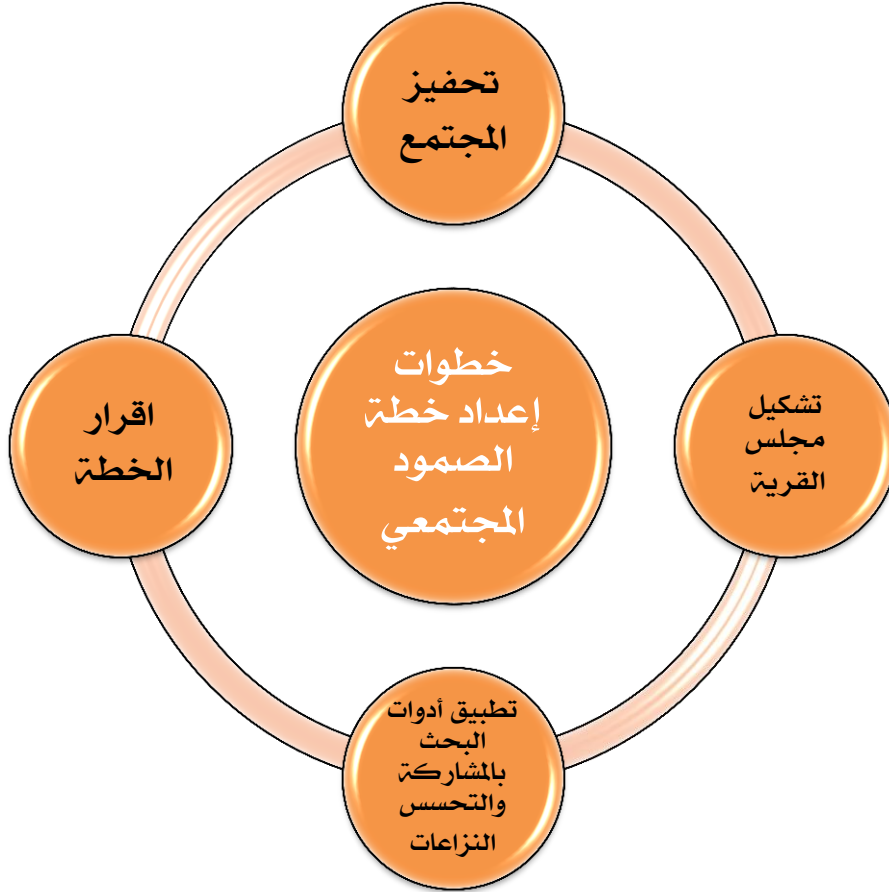 تحفيز
المجتمع
تشكيل
مجلس
القرية
تطبيق أدوات
البحث
بالمشاركة
والتحسس
النزاعات
اقرار
الخطة
خطوات
إعداد خطة
الصمود
المجتمعي